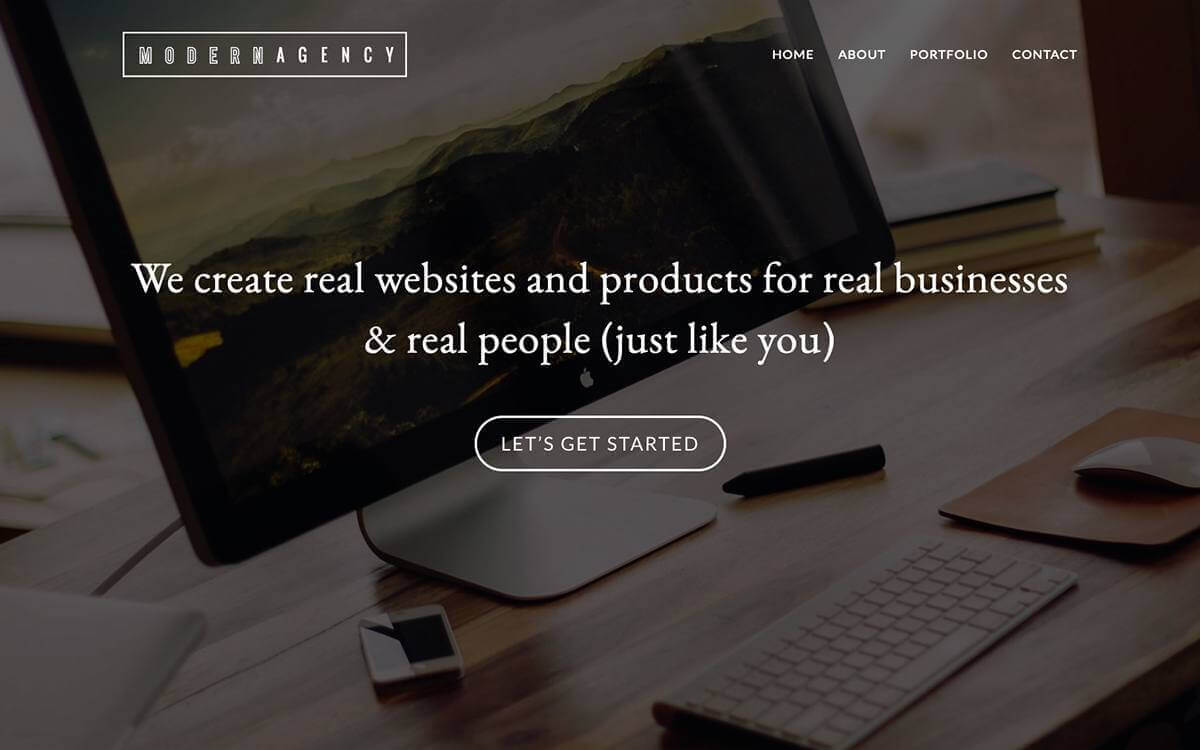 MODERNAGENCY
HOME ABOUT PORTFOLIO CONTACT
We create real websites and products for real businesses
& real people (just like you)
LET’S GET STARTED